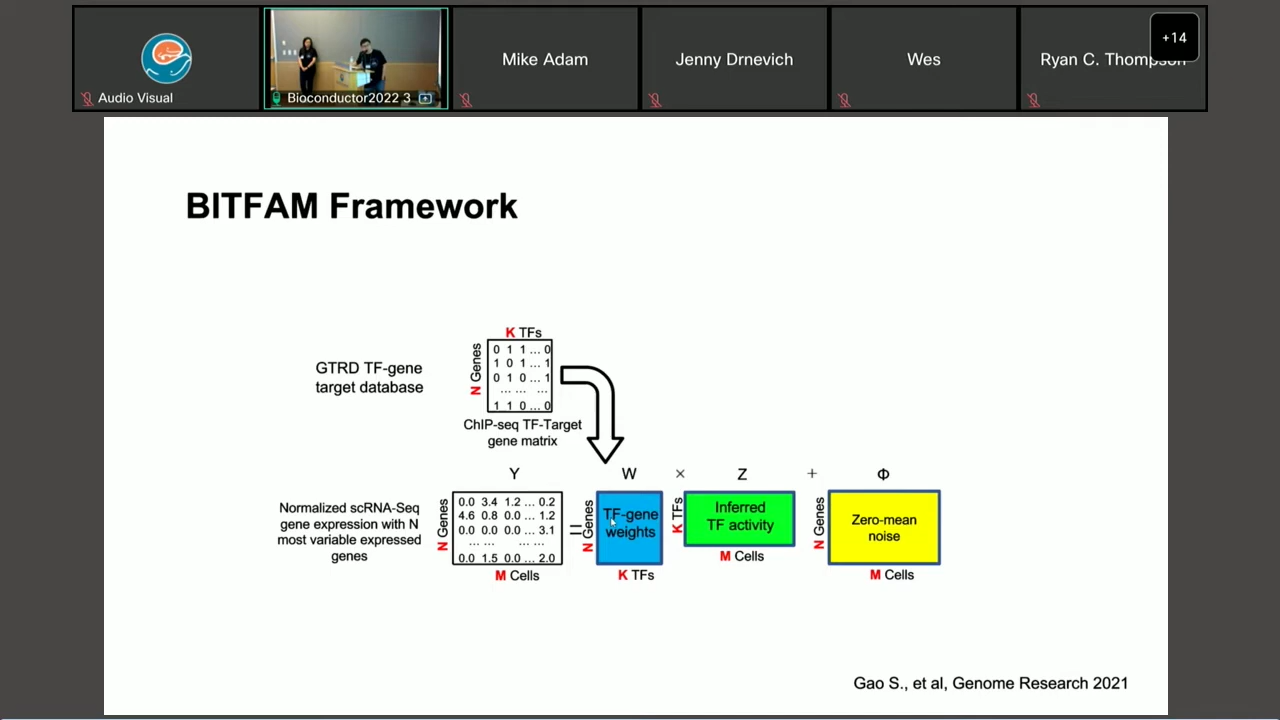 Audio Visual
Bioconductor2022 3
Mike Adam
Jenny Drnevich
Wes
Ryan C. Thompson
+14
BITFAM Framework
K TFs
GTRD TF-gene
target database
N Genes
0 1 1 ... 0
1 0 1 ... 1
0 1 0 ... 1
... ... ...
1 1 0 ... 0
ChIP-seq TF-Target
gene matrix
Y
W
×
Z
+
Φ
Normalized scRNA-Seq
gene expression with N
most variable expressed
genes
N Genes
0.0 3.4 1.2 ... 0.2
4.6 0.8 0.0 ... 1.2
0.0 0.0 0.0 ... 3.1
... ... ... ...
0.0 1.5 0.0 ... 2.0
M Cells
=
N Genes
TF-gene
weights
K TFs
K TFs
Inferred
TF activity
M Cells
N Genes
Zero-mean
noise
M Cells
Gao S., et al, Genome Research 2021